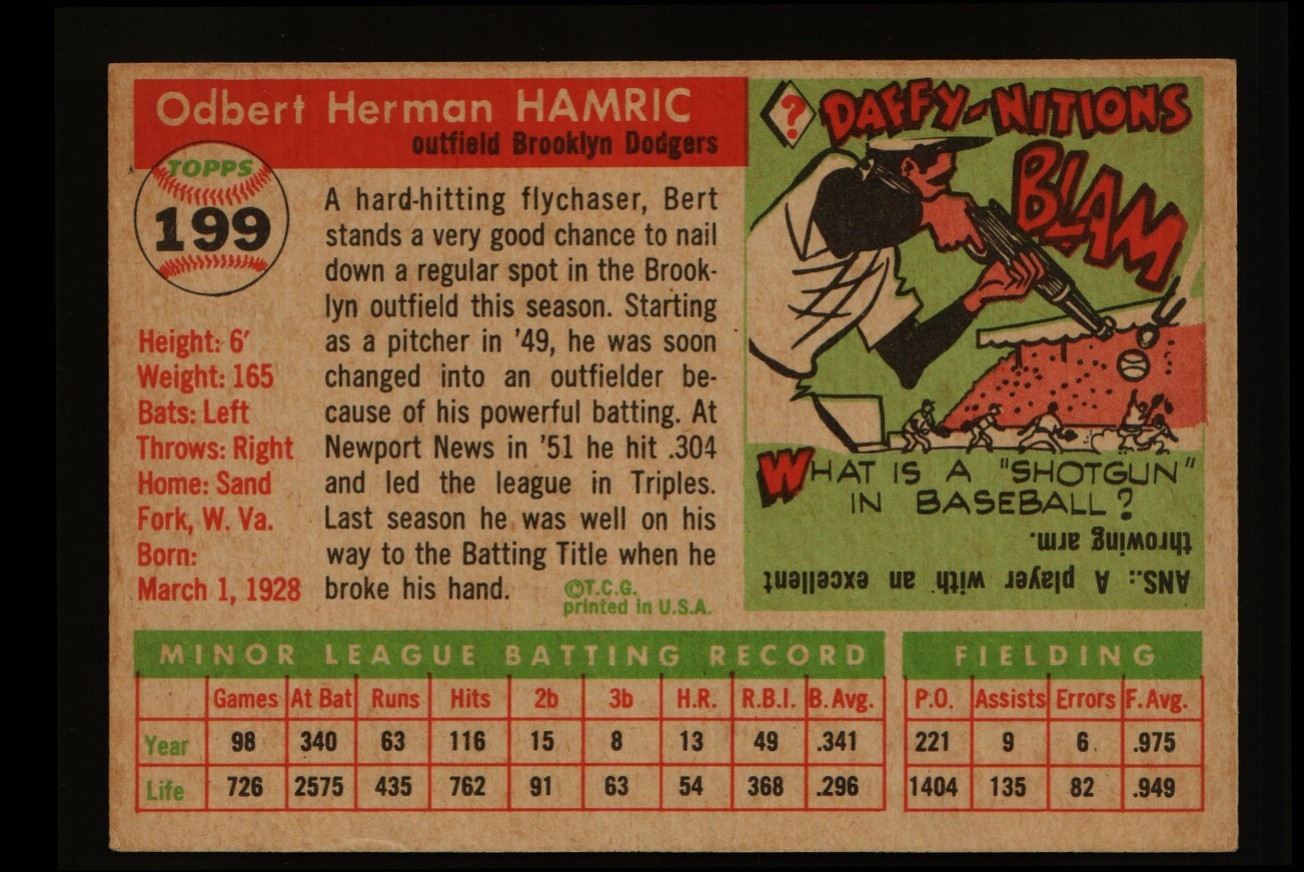 Odbert Herman HAMRIC
outfield Brooklyn Dodgers
TOPPS
199
Height: 6′
Weight: 165
Bats: Left
Throws: Right
Home: Sand
Fork, W. Va.
Born:
March 1, 1928
A hard-hitting flychaser, Bert
stands a very good chance to nail
down a regular spot in the Brook-
lyn outfield this season. Starting
as a pitcher in ’49, he was soon
changed into an outfielder be-
cause of his powerful batting. At
Newport News in ’51 he hit .304
and led the league in Triples.
Last season he was well on his
way to the Batting Title when he
broke his hand.
©T.C.G.
printed in U.S.A.
? DAFFY-NITIONS
BLAM
WHAT IS A "SHOTGUN"
IN BASEBALL?
ANS.: A player with an excellent
throwing arm.
MINOR LEAGUE BATTING RECORD
Games At Bat Runs Hits 2b 3b H.R. R.B.I. B. Avg.
Year 98 340 63 116 15 8 13 49 .341
Life 726 2575 435 762 91 63 54 368 .296
FIELDING
P.O. Assists Errors F. Avg.
221 9 6 .975
1404 135 82 .949